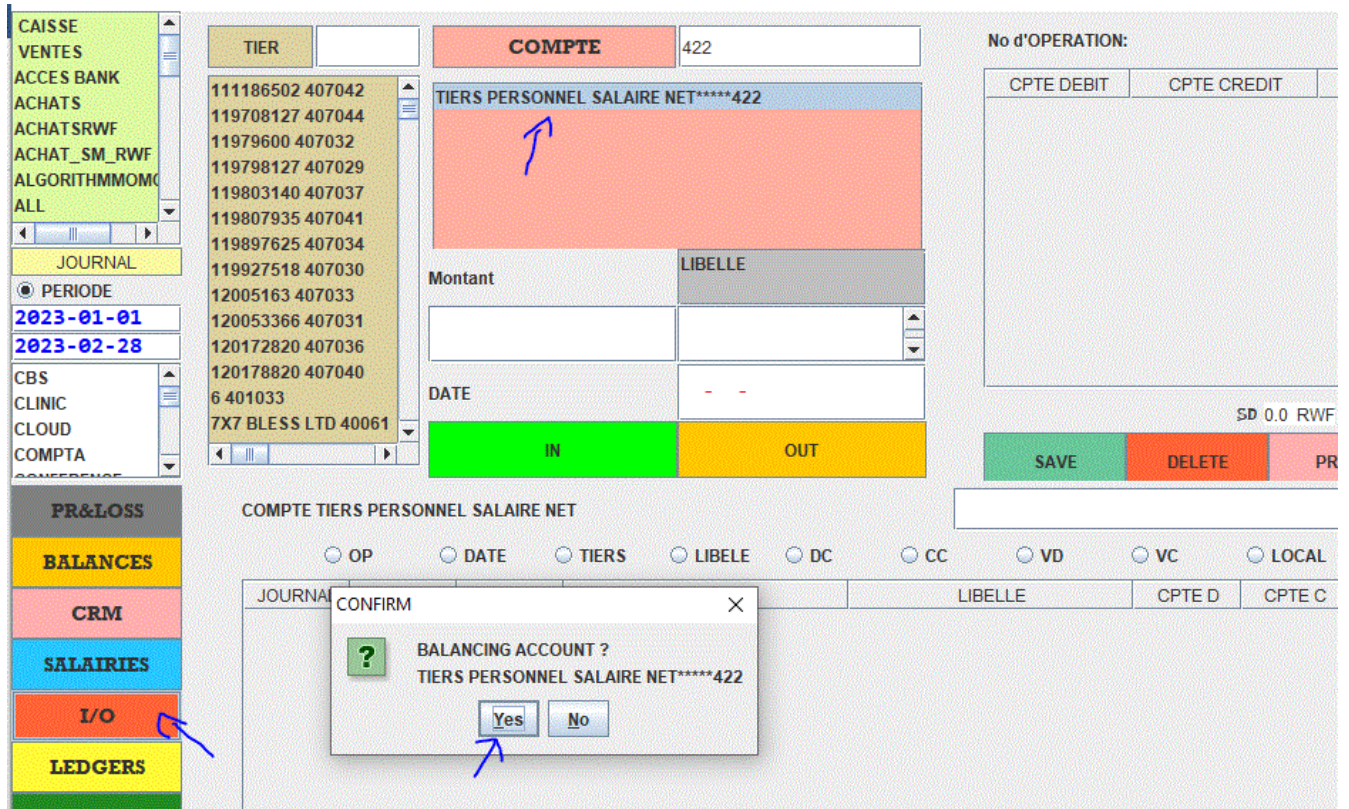 CAISSE
VENTES
ACCES BANK
ACHATS
ACHATSRWF
ACHAT_SM_RWF
ALL
JOURNAL
PERIODE
2023-01-01
2023-02-28
CBS
CLINIC
CLOUD
COMPTA
TIER
111186502 407042
119708127 407044
11979600 407032
119798127 407029
119803140 407037
119807935 407041
119897625 407034
119927518 407030
12005163 407033
120053366 407031
120172820 407036
120178820 407040
6 401033
7X7 BLESS LTD 40061
COMPTE 422
TIERS PERSONNEL SALAIRE NET*****422
Montant
LIBELLE
DATE - -
IN OUT
No d'OPERATION:
CPTE DEBIT CPTE CREDIT
SD 0.0 RWF
SAVE DELETE PR
PR&LOSS
BALANCES
CRM
SALAIRIES
I/O
LEDGERS
COMPTE TIERS PERSONNEL SALAIRE NET
OP DATE TIERS LIBELE DC CC VD VC LOCAL
JOURNAL LIBELLE CPTE D CPTE C
CONFIRM
BALANCING ACCOUNT ?
TIERS PERSONNEL SALAIRE NET*****422
Yes No